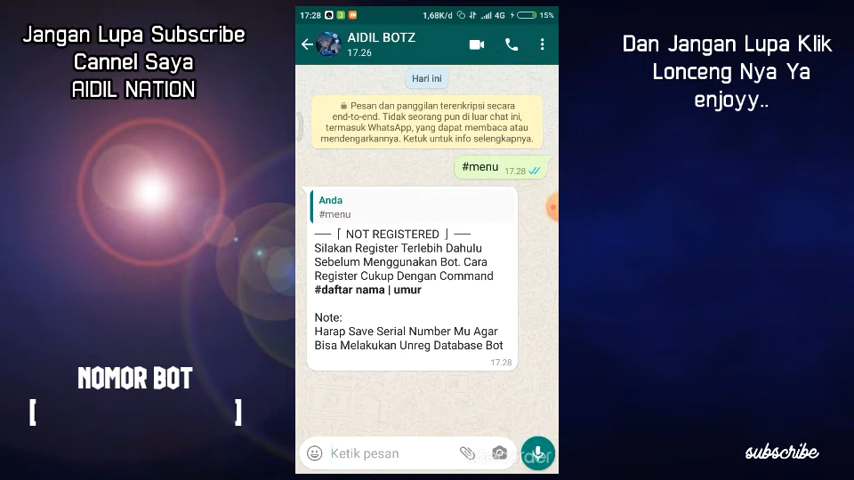 Jangan Lupa Subscribe
Cannel Saya
AIDIL NATION
17:28
1,68K/d
4G
15%
AIDIL BOTZ
17.26
Hari ini
Pesan dan panggilan terenkripsi secara
end-to-end. Tidak seorang pun di luar chat ini,
termasuk WhatsApp, yang dapat membaca atau
mendengarkannya. Ketuk untuk info selengkapnya.
#menu 17.28
Anda
#menu
── ⌈ NOT REGISTERED ⌋ ──
Silakan Register Terlebih Dahulu
Sebelum Menggunakan Bot. Cara
Register Cukup Dengan Command
#daftar nama | umur
Note:
Harap Save Serial Number Mu Agar
Bisa Melakukan Unreg Database Bot
17.28
Ketik pesan
NOMOR BOT
[ ]
Dan Jangan Lupa Klik
Lonceng Nya Ya
enjoyy..
subscribe